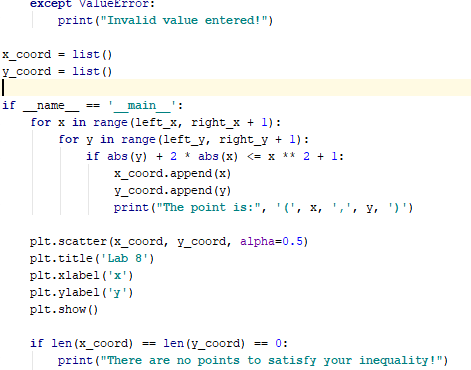 except ValueError:
print("Invalid value entered!")
x_coord = list()
y_coord = list()
if __name__ == '__main__':
for x in range(left_x, right_x + 1):
for y in range(left_y, right_y + 1):
if abs(y) + 2 * abs(x) <= x ** 2 + 1:
x_coord.append(x)
y_coord.append(y)
print("The point is:", '(', x, ',', y, ')')
plt.scatter(x_coord, y_coord, alpha=0.5)
plt.title('Lab 8')
plt.xlabel('x')
plt.ylabel('y')
plt.show()
if len(x_coord) == len(y_coord) == 0:
print("There are no points to satisfy your inequality!")